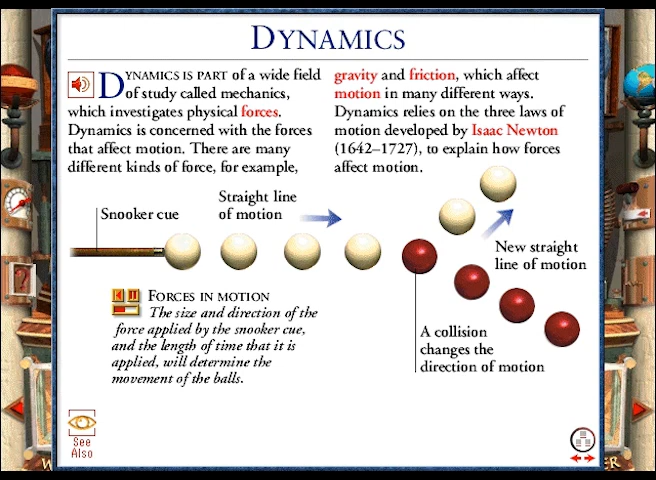 DYNAMICS
DYNAMICS IS PART of a wide field
of study called mechanics,
which investigates physical forces.
Dynamics is concerned with the forces
that affect motion. There are many
different kinds of force, for example,
gravity and friction, which affect
motion in many different ways.
Dynamics relies on the three laws of
motion developed by Isaac Newton
(1642–1727), to explain how forces
affect motion.
Snooker cue
Straight line
of motion
New straight
line of motion
FORCES IN MOTION
The size and direction of the
force applied by the snooker cue,
and the length of time that it is
applied, will determine the
movement of the balls.
A collision
changes the
direction of motion
See
Also